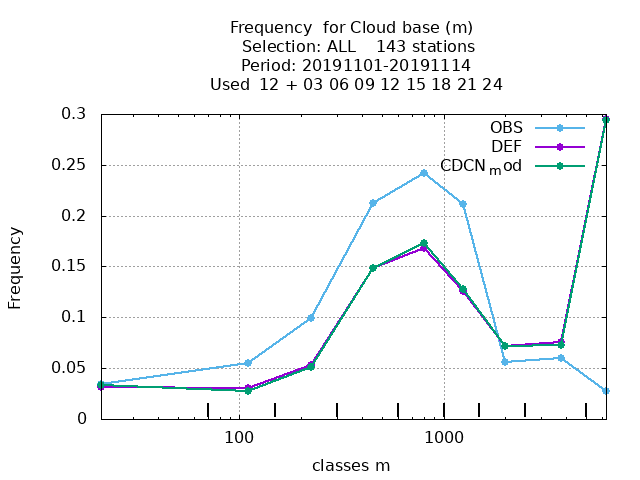 Frequency  for Cloud base (m)
Selection: ALL    143 stations
Period: 20191101-20191114
Used  12 + 03 06 09 12 15 18 21 24
0.3
0.25
0.2
0.15
0.1
0.05
0
Frequency
OBS
DEF
CDCNmod
100
1000
classes m